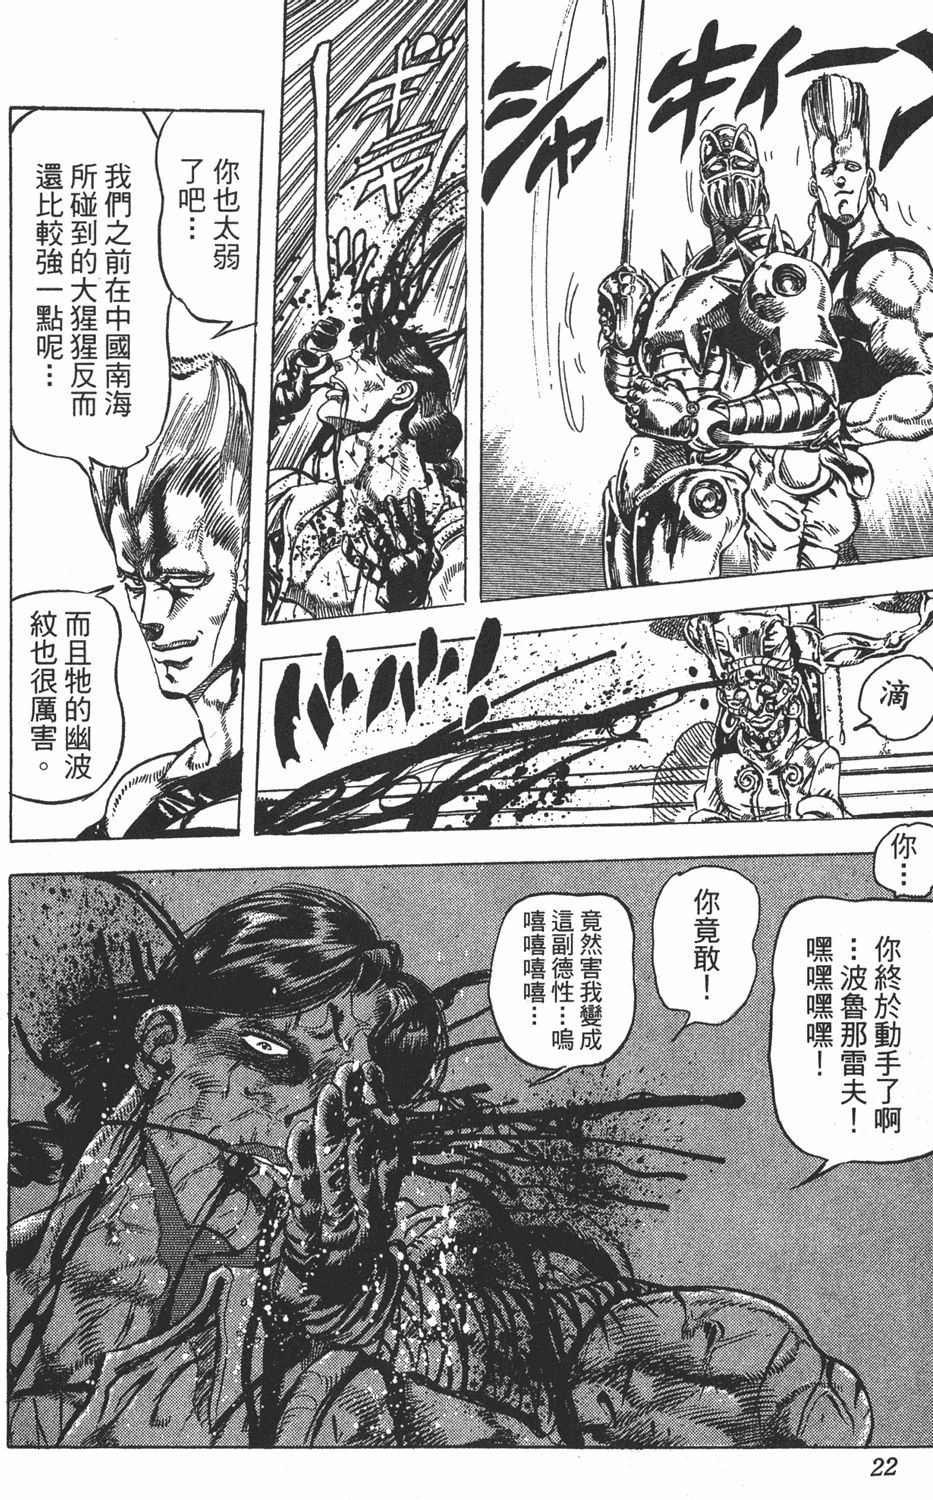 シャキィーン
ギギ
你也太弱
了吧…
我們之前在中國南海
所碰到的大猩猩反而
還比較強一點呢…
而且牠的幽波
紋也很厲害。
滴
你…
你終於動手了啊
…波魯那雷夫！
嘿嘿嘿嘿！
你竟敢！
竟然害我變成
這副德性…嗚
嘻嘻嘻嘻…
22